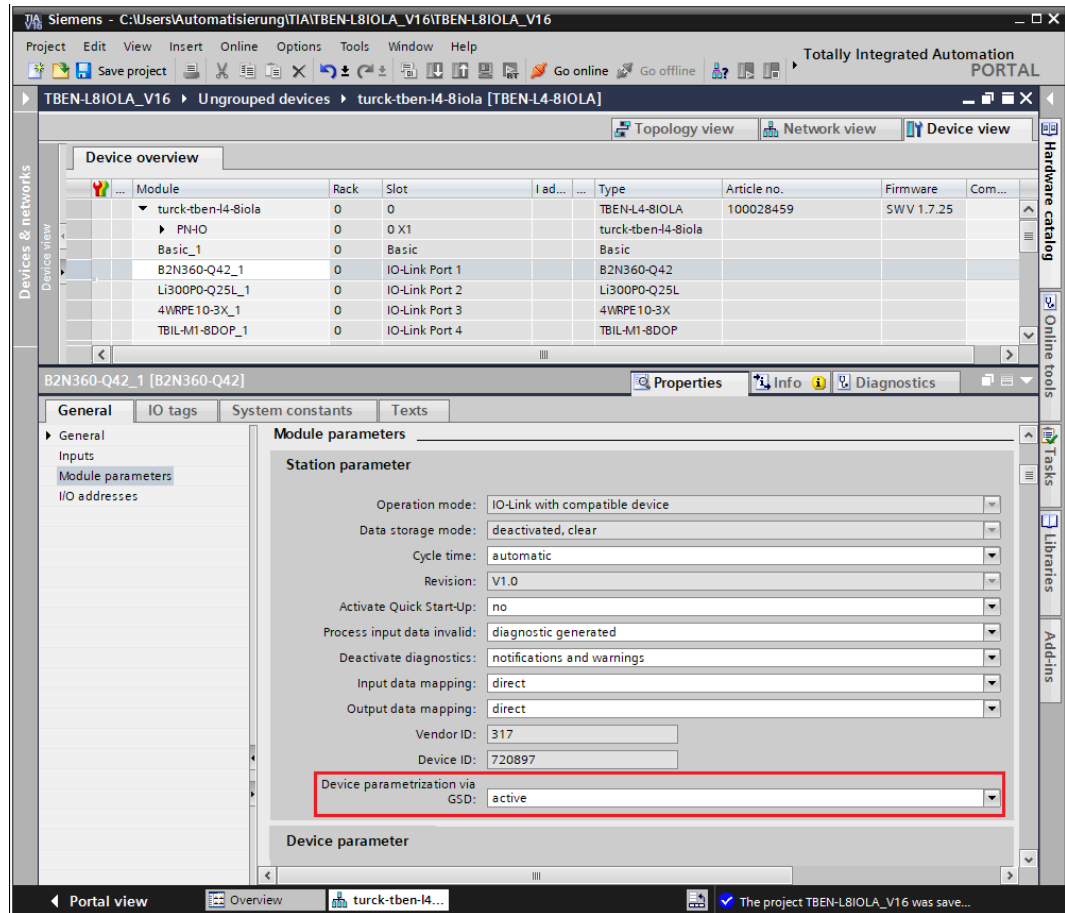 Siemens - C:\Users\Automatisierung\TIA\TBEN-L8IOLA_V16\TBEN-L8IOLA_V16
Project Edit View Insert Online Options Tools Window Help
Totally Integrated Automation
PORTAL
Save project Go online Go offline
TBEN-L8IOLA_V16 ▸ Ungrouped devices ▸ turck-tben-l4-8iola [TBEN-L4-8IOLA]
Topology view Network view Device view
Device overview
... Module Rack Slot I ad... ... Type Article no. Firmware Com...
turck-tben-l4-8iola 0 0 TBEN-L4-8IOLA 100028459 SW V 1.7.25
PN-IO 0 0 X1 turck-tben-l4-8iola
Basic_1 0 Basic Basic
B2N360-Q42_1 0 IO-Link Port 1 B2N360-Q42
Li300P0-Q25L_1 0 IO-Link Port 2 Li300P0-Q25L
4WRPE10-3X_1 0 IO-Link Port 3 4WRPE10-3X
TBIL-M1-8DOP_1 0 IO-Link Port 4 TBIL-M1-8DOP
Devices & networks
Device view
B2N360-Q42_1 [B2N360-Q42]
Properties Info Diagnostics
General IO tags System constants Texts
General
Inputs
Module parameters
I/O addresses
Module parameters
Station parameter
Operation mode: IO-Link with compatible device
Data storage mode: deactivated, clear
Cycle time: automatic
Revision: V1.0
Activate Quick Start-Up: no
Process input data invalid: diagnostic generated
Deactivate diagnostics: notifications and warnings
Input data mapping: direct
Output data mapping: direct
Vendor ID: 317
Device ID: 720897
Device parametrization via
GSD: active
Device parameter
Hardware catalog
Online tools
Tasks
Libraries
Add-ins
Portal view Overview turck-tben-l4... The project TBEN-L8IOLA_V16 was save...